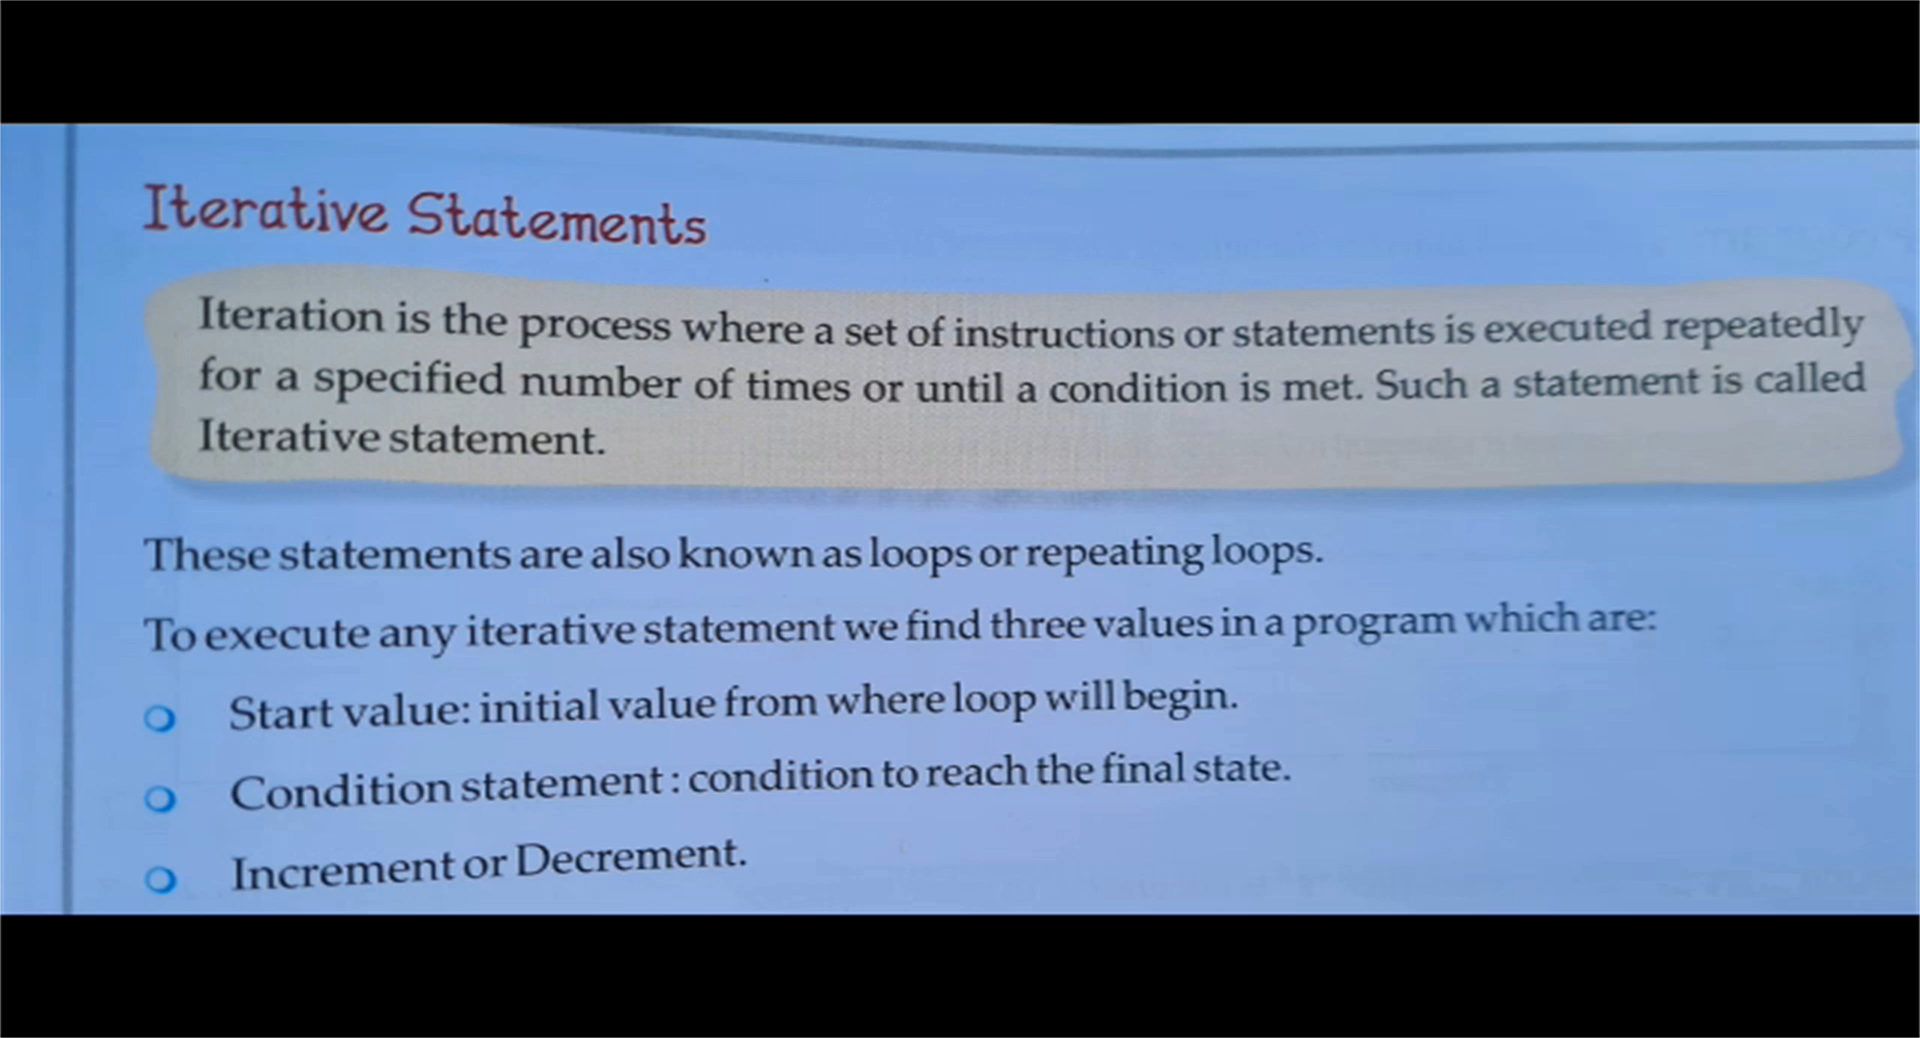 Iterative Statements
Iteration is the process where a set of instructions or statements is executed repeatedly
for a specified number of times or until a condition is met. Such a statement is called
Iterative statement.
These statements are also known as loops or repeating loops.
To execute any iterative statement we find three values in a program which are:
Start value: initial value from where loop will begin.
Condition statement : condition to reach the final state.
Increment or Decrement.